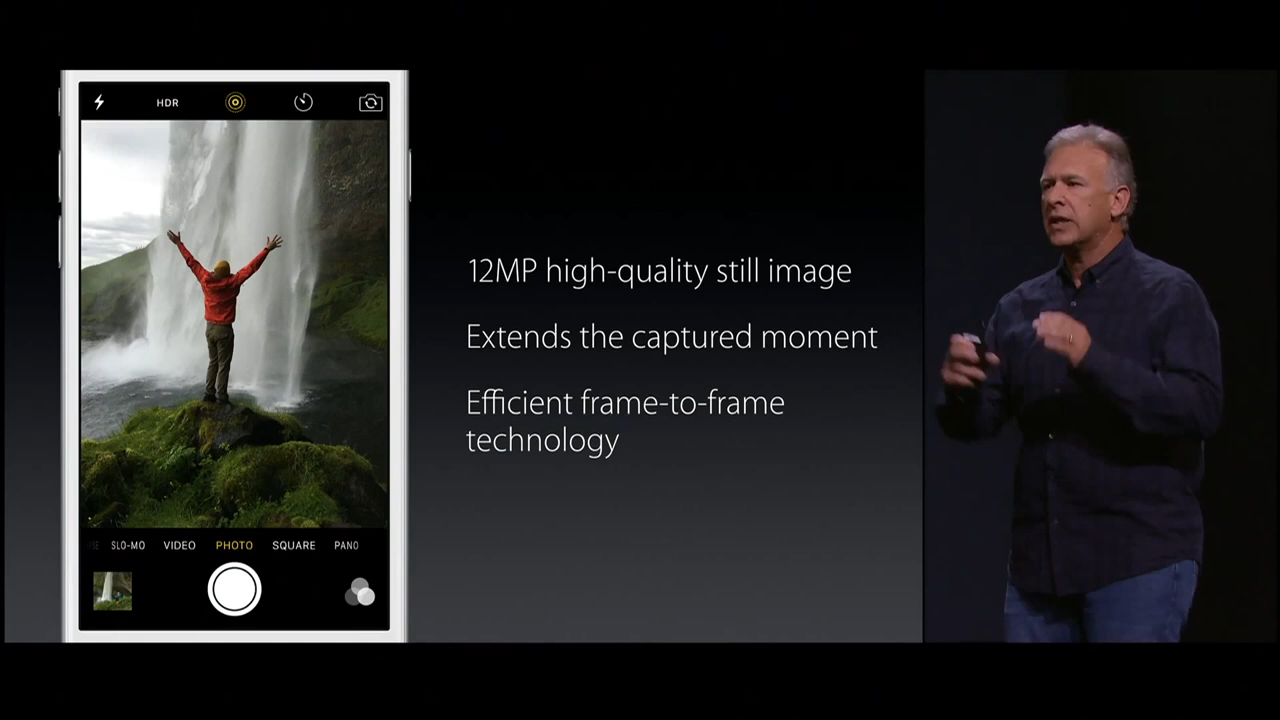 HDR
12MP high-quality still image
Extends the captured moment
Efficient frame-to-frame
technology
SLO-MO VIDEO PHOTO SQUARE PANO